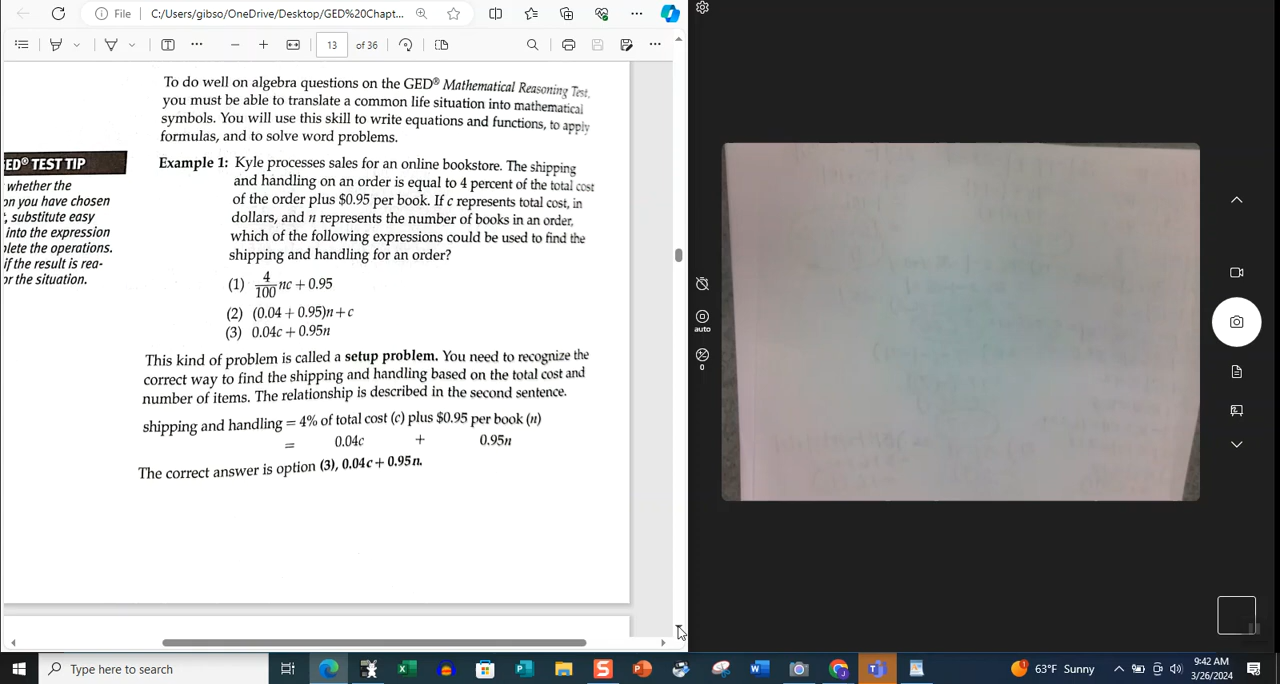 File
C:/Users/gibso/OneDrive/Desktop/GED%20Chapt...
13 of 36
To do well on algebra questions on the GED® Mathematical Reasoning Test,
you must be able to translate a common life situation into mathematical
symbols. You will use this skill to write equations and functions, to apply
formulas, and to solve word problems.
ED® TEST TIP
whether the
on you have chosen
, substitute easy
into the expression
plete the operations.
if the result is rea-
or the situation.
Example 1: Kyle processes sales for an online bookstore. The shipping
and handling on an order is equal to 4 percent of the total cost
of the order plus $0.95 per book. If c represents total cost, in
dollars, and n represents the number of books in an order,
which of the following expressions could be used to find the
shipping and handling for an order?
(1) 4/100 nc + 0.95
(2) (0.04 + 0.95)n + c
(3) 0.04c + 0.95n
This kind of problem is called a setup problem. You need to recognize the
correct way to find the shipping and handling based on the total cost and
number of items. The relationship is described in the second sentence.
shipping and handling = 4% of total cost (c) plus $0.95 per book (n)
= 0.04c + 0.95n
The correct answer is option (3), 0.04c + 0.95n.
auto
0
Type here to search
63°F Sunny
9:42 AM
3/26/2024